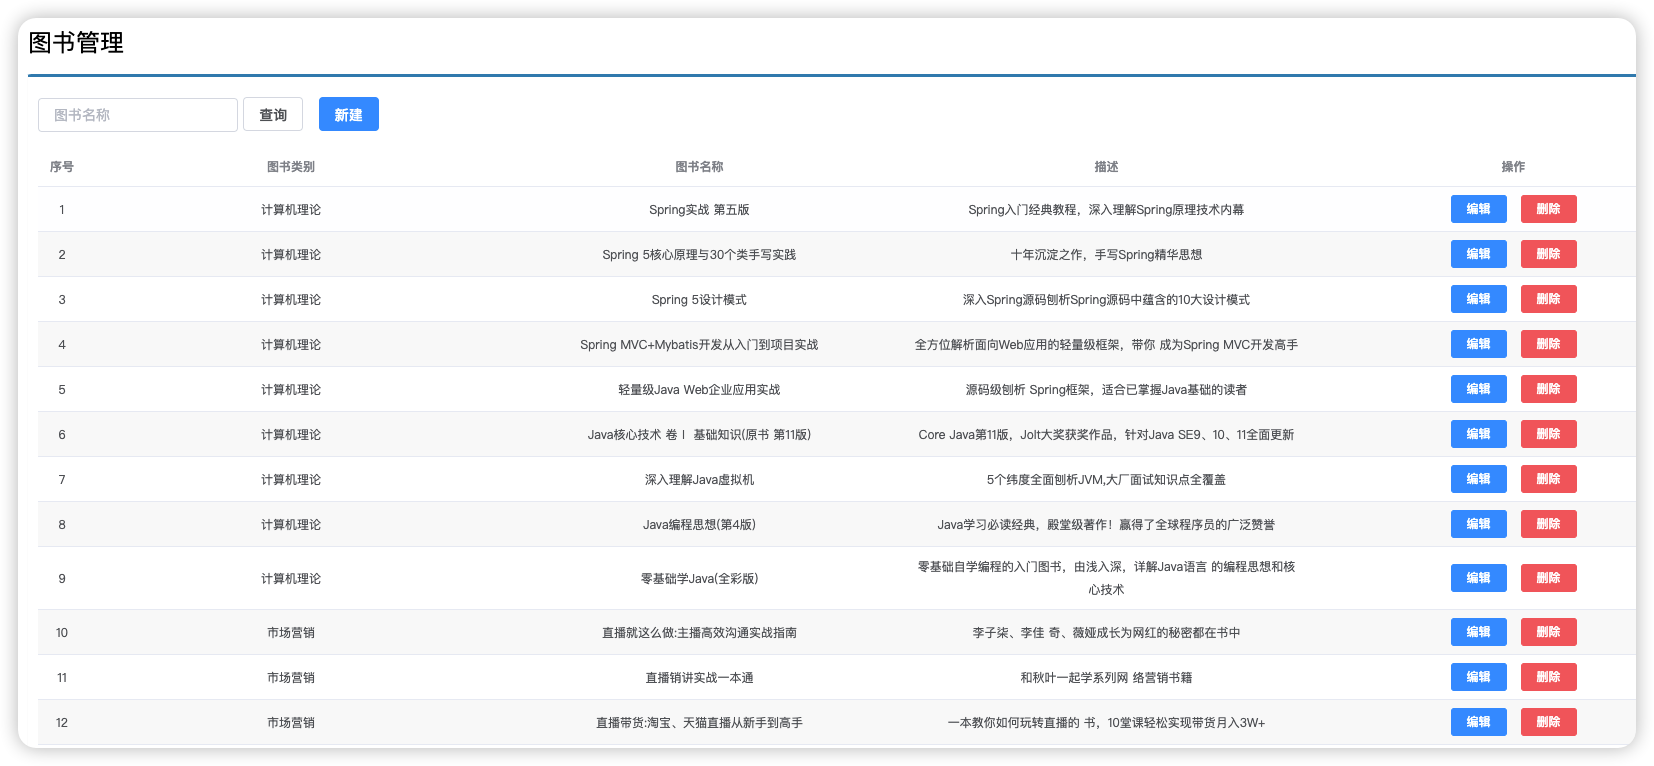 图书管理
图书名称 查询 新建
序号 图书类别 图书名称 描述 操作
1 计算机理论 Spring实战 第五版 Spring入门经典教程，深入理解Spring原理技术内幕 编辑 删除
2 计算机理论 Spring 5核心原理与30个类手写实践 十年沉淀之作，手写Spring精华思想 编辑 删除
3 计算机理论 Spring 5设计模式 深入Spring源码刨析Spring源码中蕴含的10大设计模式 编辑 删除
4 计算机理论 Spring MVC+Mybatis开发从入门到项目实战 全方位解析面向Web应用的轻量级框架，带你 成为Spring MVC开发高手 编辑 删除
5 计算机理论 轻量级Java Web企业应用实战 源码级刨析 Spring框架，适合已掌握Java基础的读者 编辑 删除
6 计算机理论 Java核心技术 卷Ⅰ 基础知识(原书 第11版) Core Java第11版，Jolt大奖获奖作品，针对Java SE9、10、11全面更新 编辑 删除
7 计算机理论 深入理解Java虚拟机 5个纬度全面刨析JVM,大厂面试知识点全覆盖 编辑 删除
8 计算机理论 Java编程思想(第4版) Java学习必读经典，殿堂级著作！赢得了全球程序员的广泛赞誉 编辑 删除
9 计算机理论 零基础学Java(全彩版) 零基础自学编程的入门图书，由浅入深，详解Java语言 的编程思想和核 编辑 删除
心技术
10 市场营销 直播就这么做:主播高效沟通实战指南 李子柒、李佳 奇、薇娅成长为网红的秘密都在书中 编辑 删除
11 市场营销 直播销讲实战一本通 和秋叶一起学系列网 络营销书籍 编辑 删除
12 市场营销 直播带货:淘宝、天猫直播从新手到高手 一本教你如何玩转直播的 书，10堂课轻松实现带货月入3W+ 编辑 删除